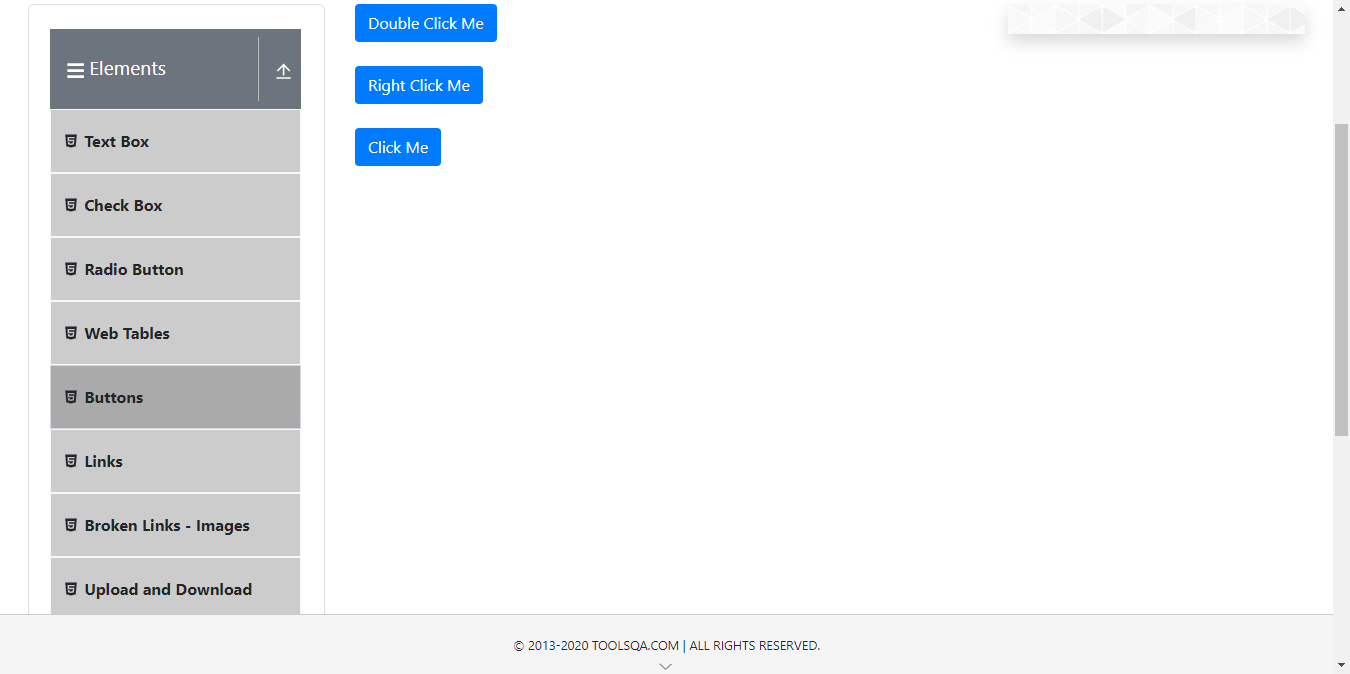 Elements
Text Box
Check Box
Radio Button
Web Tables
Buttons
Links
Broken Links - Images
Upload and Download
Double Click Me
Right Click Me
Click Me
© 2013-2020 TOOLSQA.COM | ALL RIGHTS RESERVED.